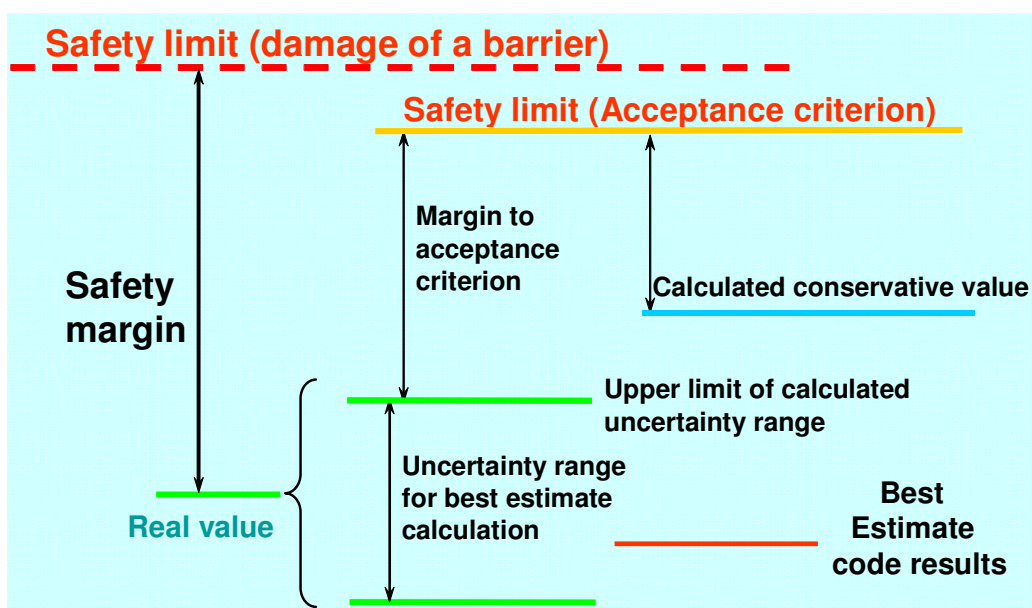 Safety limit (damage of a barrier)
Safety limit (Acceptance criterion)
Margin to
acceptance
criterion
Safety
margin
Calculated conservative value
Upper limit of calculated
uncertainty range
Uncertainty range
for best estimate
calculation
Real value
Best
Estimate
code results